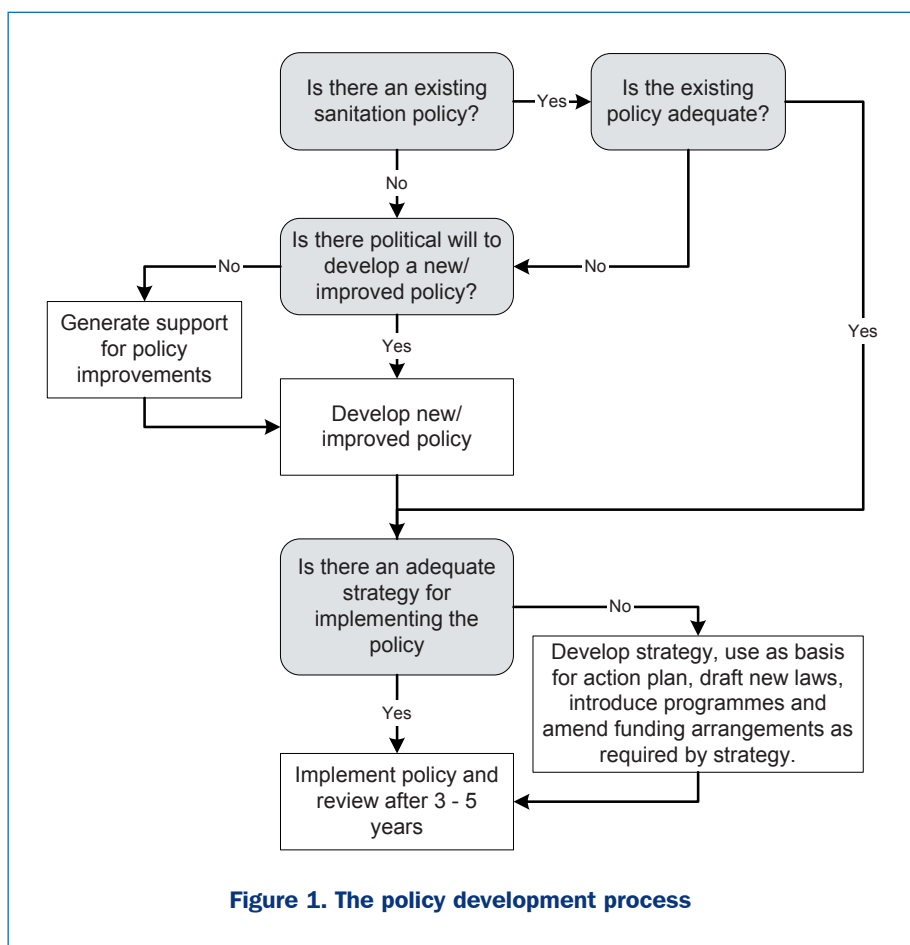 Is there an existing
sanitation policy?
Yes
Is the existing
policy adequate?
No
Is there political will to
develop a new/
improved policy?
No
No
Yes
Generate support
for policy
improvements
Yes
Develop new/
improved policy
Is there an adequate
strategy for
implementing the
policy
No
Develop strategy, use as basis
for action plan, draft new laws,
introduce programmes and
amend funding arrangements as
required by strategy.
Yes
Implement policy and
review after 3 - 5
years
Figure 1. The policy development process